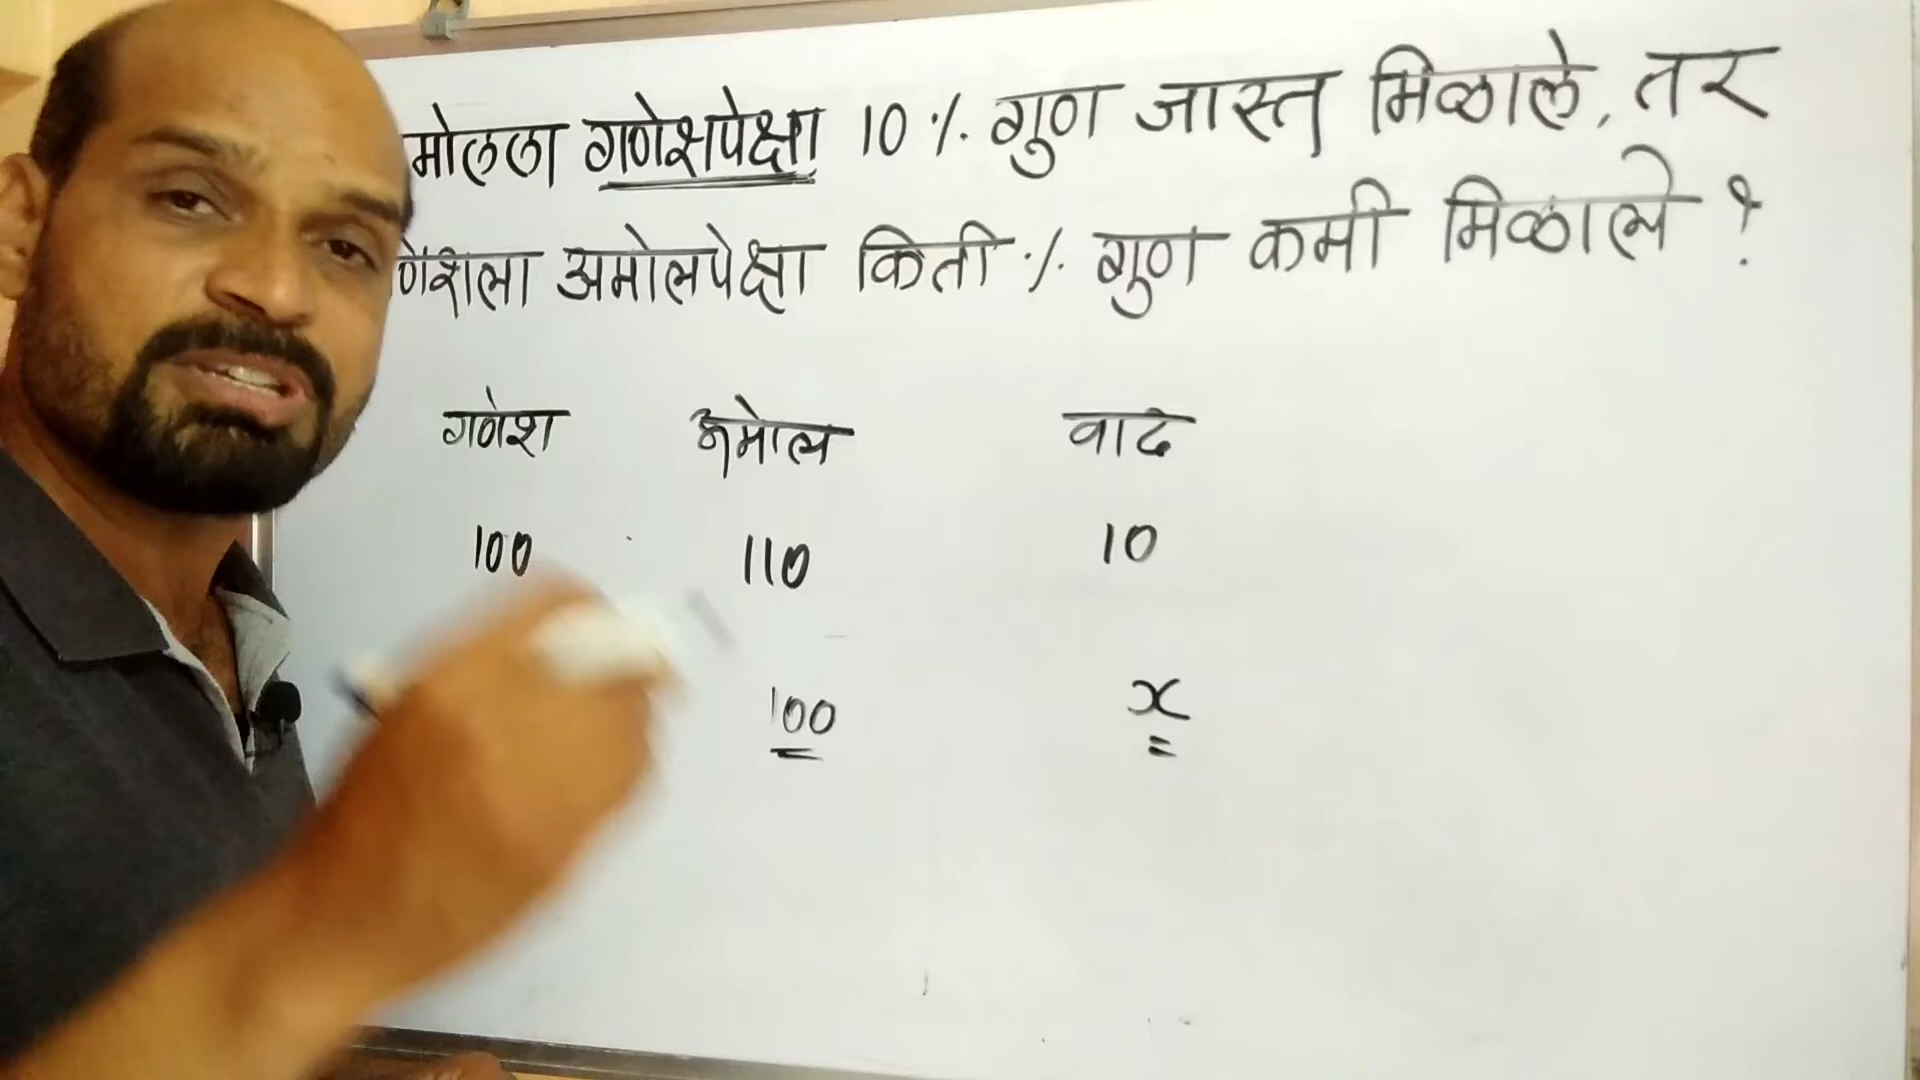 मोलला गणेशपेक्षा 10 % गुण जास्त मिळाले, तर
णेशला अमोलपेक्षा किती % गुण कमी मिळाले ?
गणेश अमोल वाढ
100 110 10
100 x